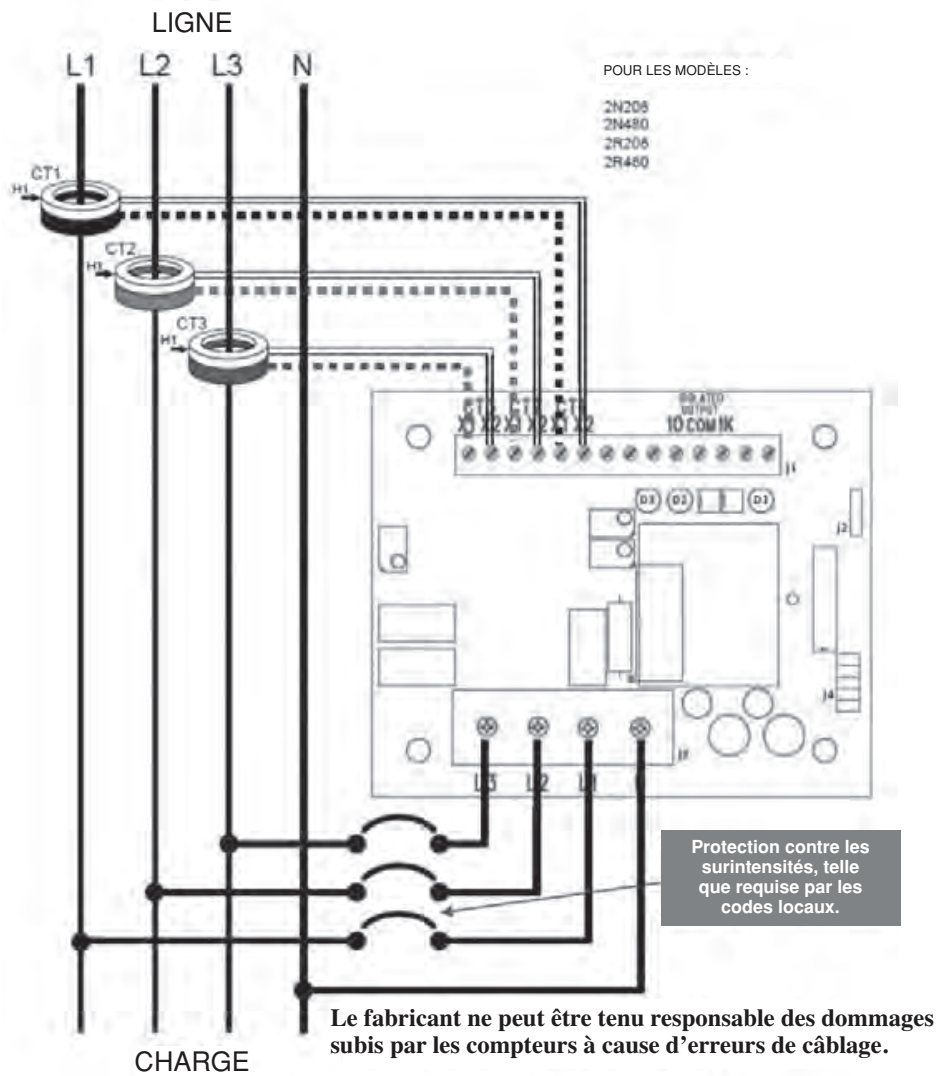 LIGNE
L1 L2 L3 N
POUR LES MODÈLES :
2N208
2N480
2R208
2R480
CT1
H1
CT2
H1
CT3
H1
X1 X2 X1 X2 X1 X2
ISOLATED
OUTPUT
10 COM 1K
J1
D3 D2 D1
J2
J4
L3 L2 L1
Protection contre les
surintensités, telle
que requise par les
codes locaux.
Le fabricant ne peut être tenu responsable des dommages
subis par les compteurs à cause d’erreurs de câblage.
CHARGE